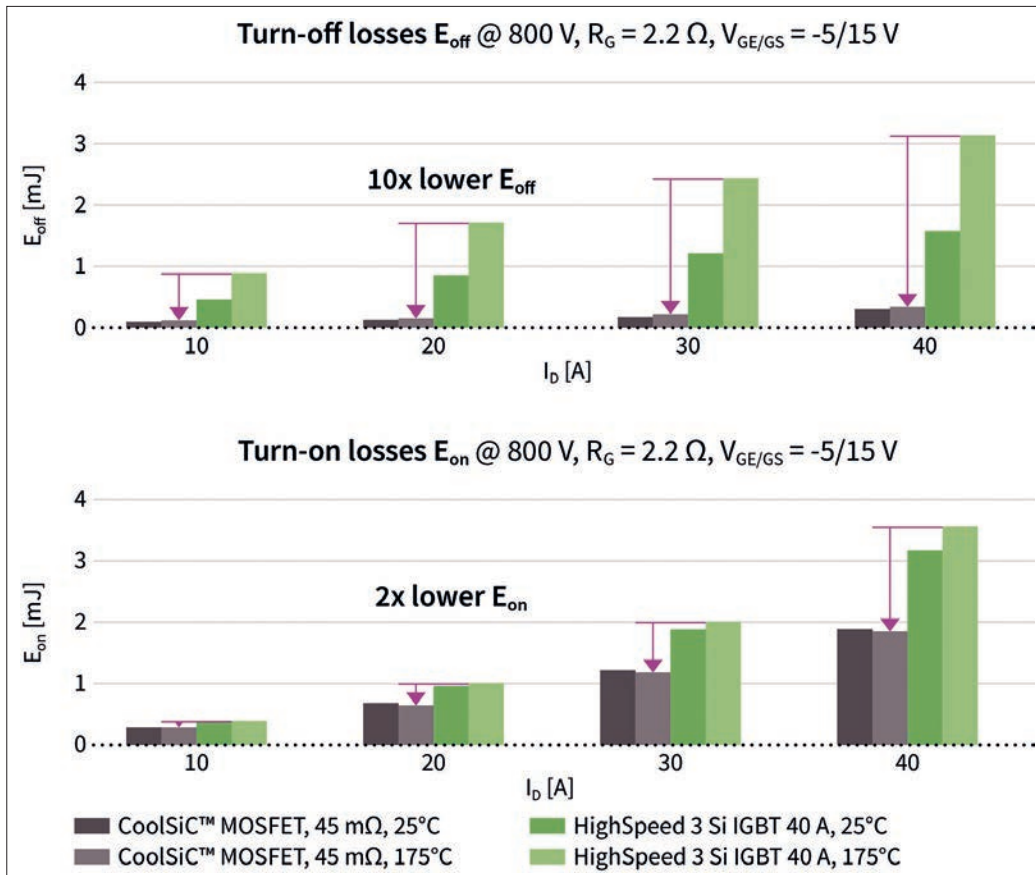 Turn-off losses Eoff @ 800 V, RG = 2.2 Ω, VGE/GS = -5/15 V
4
3
2
1
0
Eoff [mJ]
10x lower Eoff
10 20 30 40
ID [A]
Turn-on losses Eon @ 800 V, RG = 2.2 Ω, VGE/GS = -5/15 V
4
3
2
1
0
Eon [mJ]
2x lower Eon
10 20 30 40
ID [A]
CoolSiC™ MOSFET, 45 mΩ, 25°C
CoolSiC™ MOSFET, 45 mΩ, 175°C
HighSpeed 3 Si IGBT 40 A, 25°C
HighSpeed 3 Si IGBT 40 A, 175°C